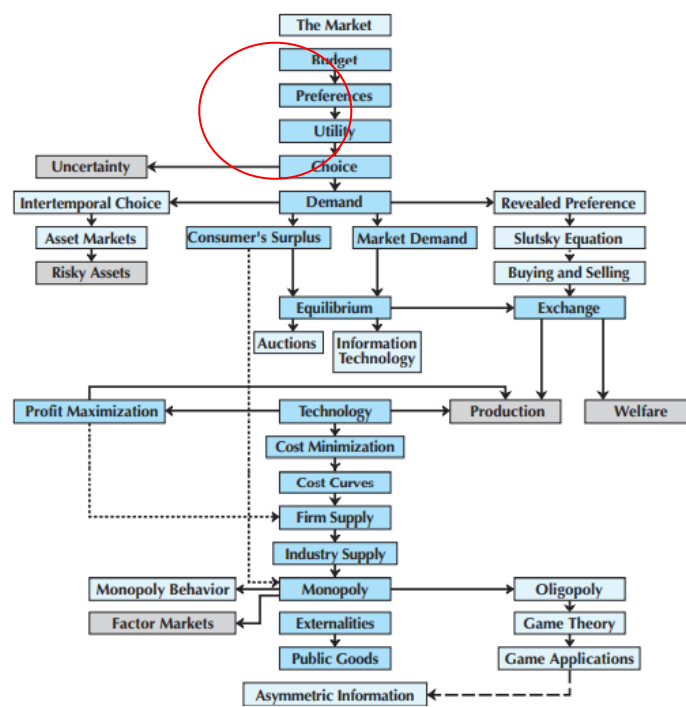 The Market
Budget
Preferences
Utility
Uncertainty
Choice
Intertemporal Choice
Demand
Revealed Preference
Asset Markets
Consumer's Surplus
Market Demand
Slutsky Equation
Risky Assets
Buying and Selling
Equilibrium
Exchange
Auctions
Information
Technology
Profit Maximization
Technology
Production
Welfare
Cost Minimization
Cost Curves
Firm Supply
Industry Supply
Monopoly Behavior
Monopoly
Oligopoly
Factor Markets
Externalities
Game Theory
Public Goods
Game Applications
Asymmetric Information